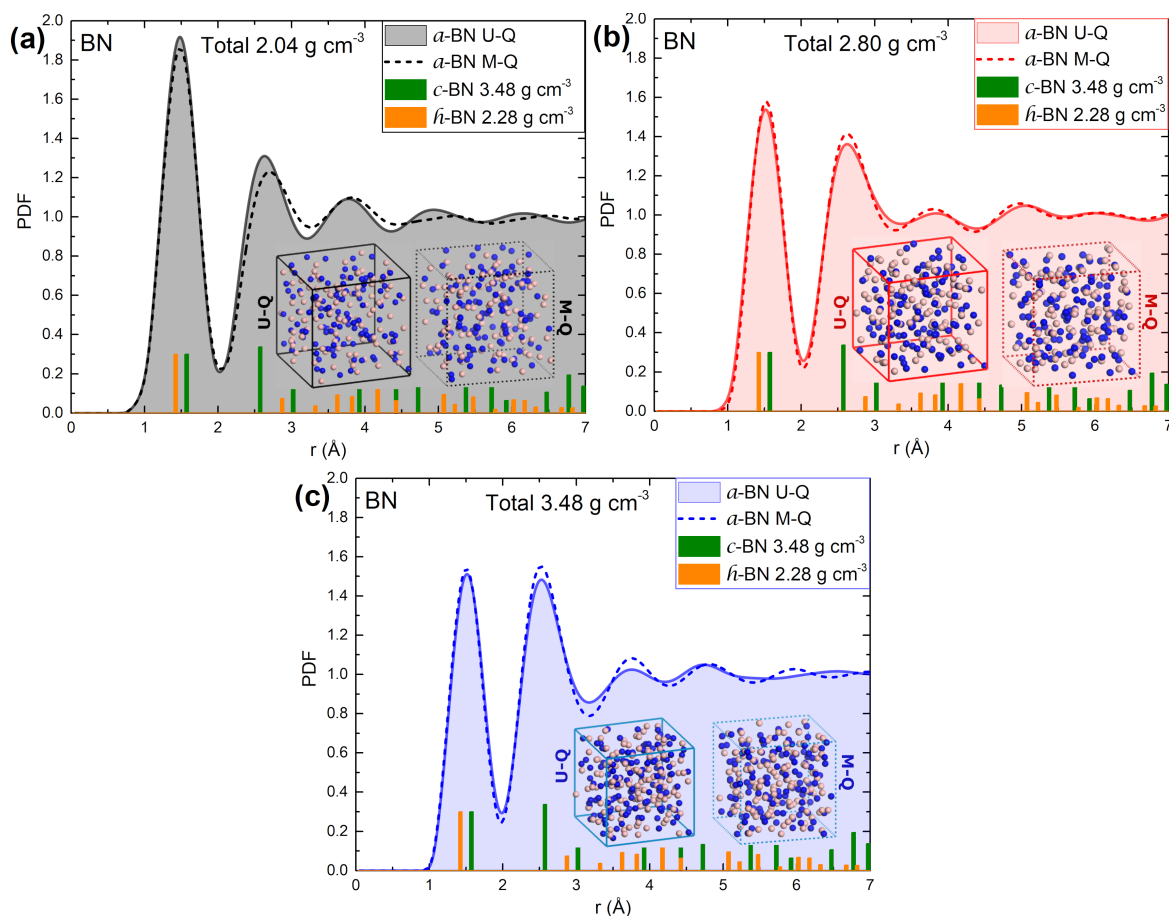 (a)
BN
Total 2.04 g cm⁻³
a-BN U-Q
a-BN M-Q
c-BN 3.48 g cm⁻³
h-BN 2.28 g cm⁻³
PDF
2.0
1.8
1.6
1.4
1.2
1.0
0.8
0.6
0.4
0.2
0.0
U-Q
M-Q
0 1 2 3 4 5 6 7
r (Å)
(b)
BN
Total 2.80 g cm⁻³
a-BN U-Q
a-BN M-Q
c-BN 3.48 g cm⁻³
h-BN 2.28 g cm⁻³
PDF
2.0
1.8
1.6
1.4
1.2
1.0
0.8
0.6
0.4
0.2
0.0
U-Q
M-Q
0 1 2 3 4 5 6 7
r (Å)
(c)
BN
Total 3.48 g cm⁻³
a-BN U-Q
a-BN M-Q
c-BN 3.48 g cm⁻³
h-BN 2.28 g cm⁻³
PDF
2.0
1.8
1.6
1.4
1.2
1.0
0.8
0.6
0.4
0.2
0.0
U-Q
M-Q
0 1 2 3 4 5 6 7
r (Å)